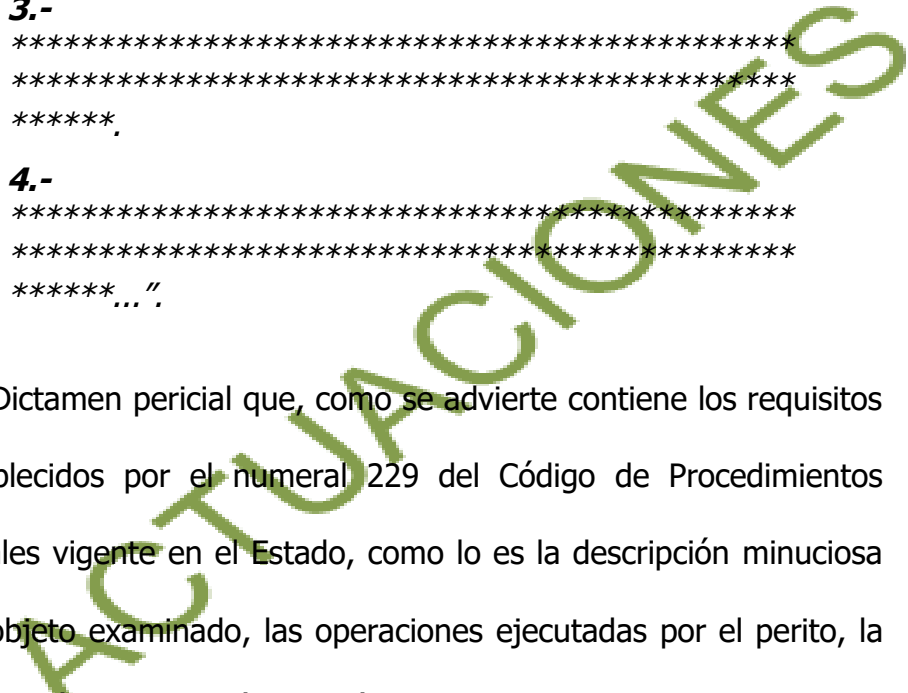 3.-
*********************************************
*********************************************
******.
4.-
*********************************************
*********************************************
******...”.
Dictamen pericial que, como se advierte contiene los requisitos
blecidos por el numeral 229 del Código de Procedimientos
les vigente en el Estado, como lo es la descripción minuciosa
objeto examinado, las operaciones ejecutadas por el perito, la
ACTUACIONES